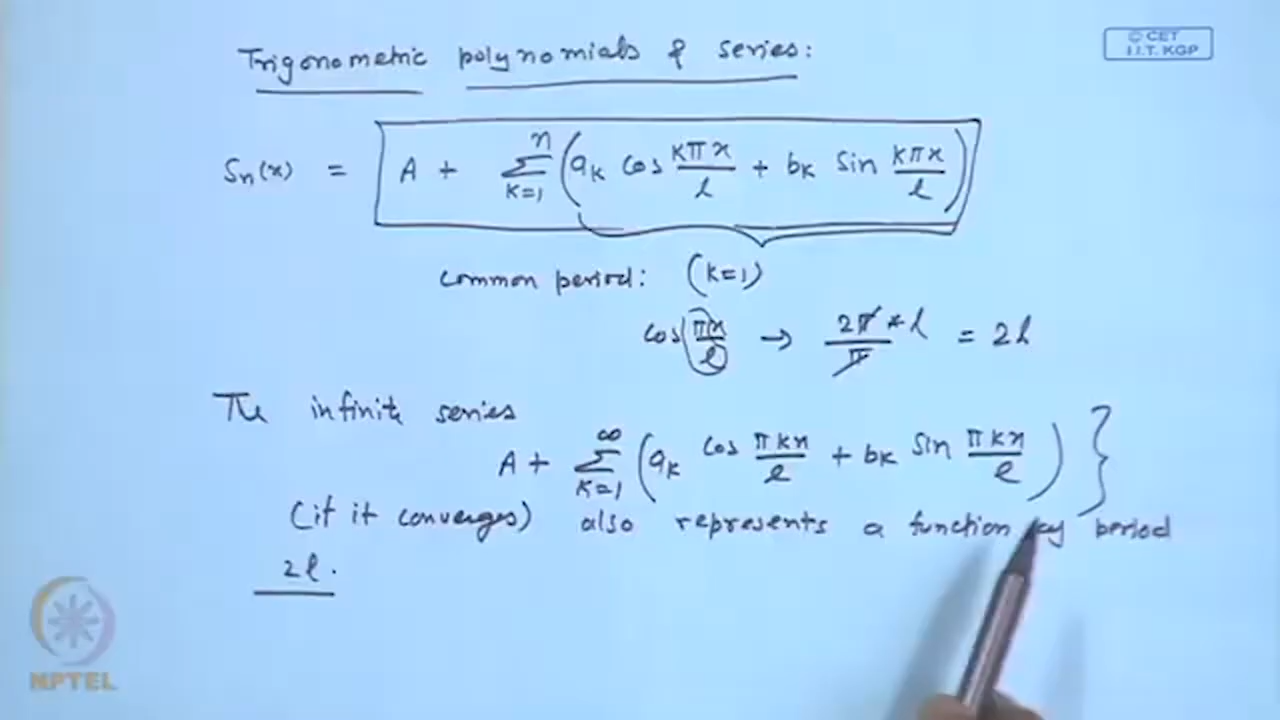 Trigonometric polynomials & series:
© CET
I.I.T. KGP
Sn(x) = A + n∑K=1 (aK cos Kπx/l + bK sin Kπx/l)
Common period: (K=1)
cos(πx/l) → 2π * l/π = 2l
The infinite series
A + ∞∑K=1 (aK cos πKx/l + bK sin πKx/l) }
(if it converges) also represents a function of period
2l.
NPTEL